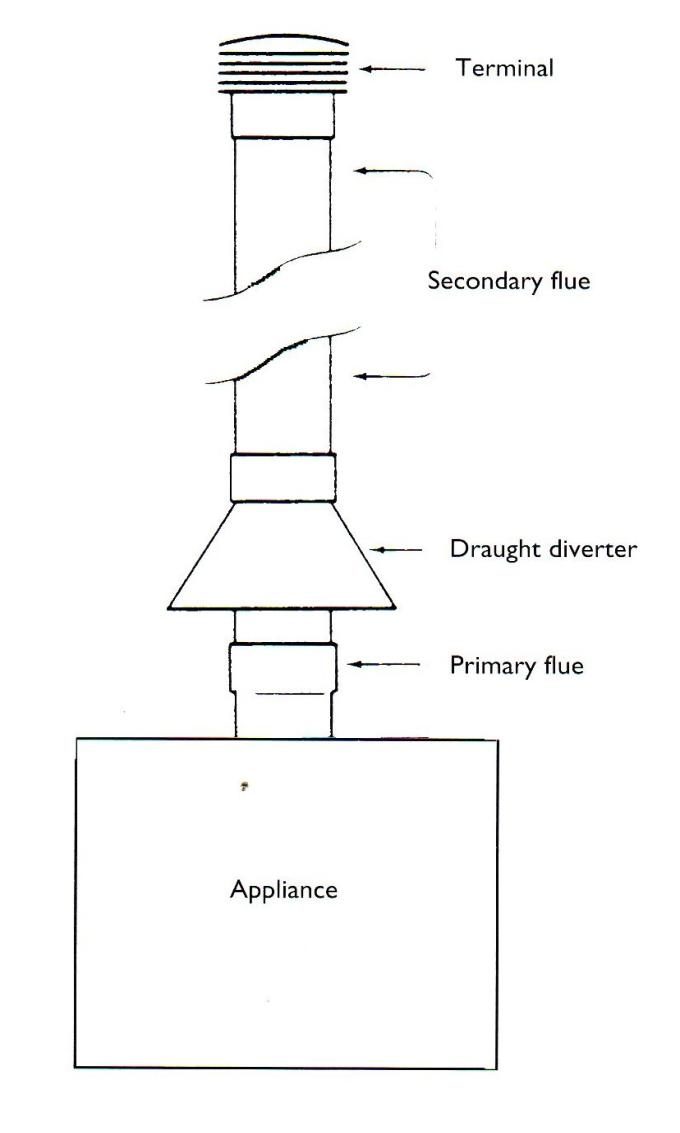 Terminal
Secondary flue
Draught diverter
Primary flue
Appliance